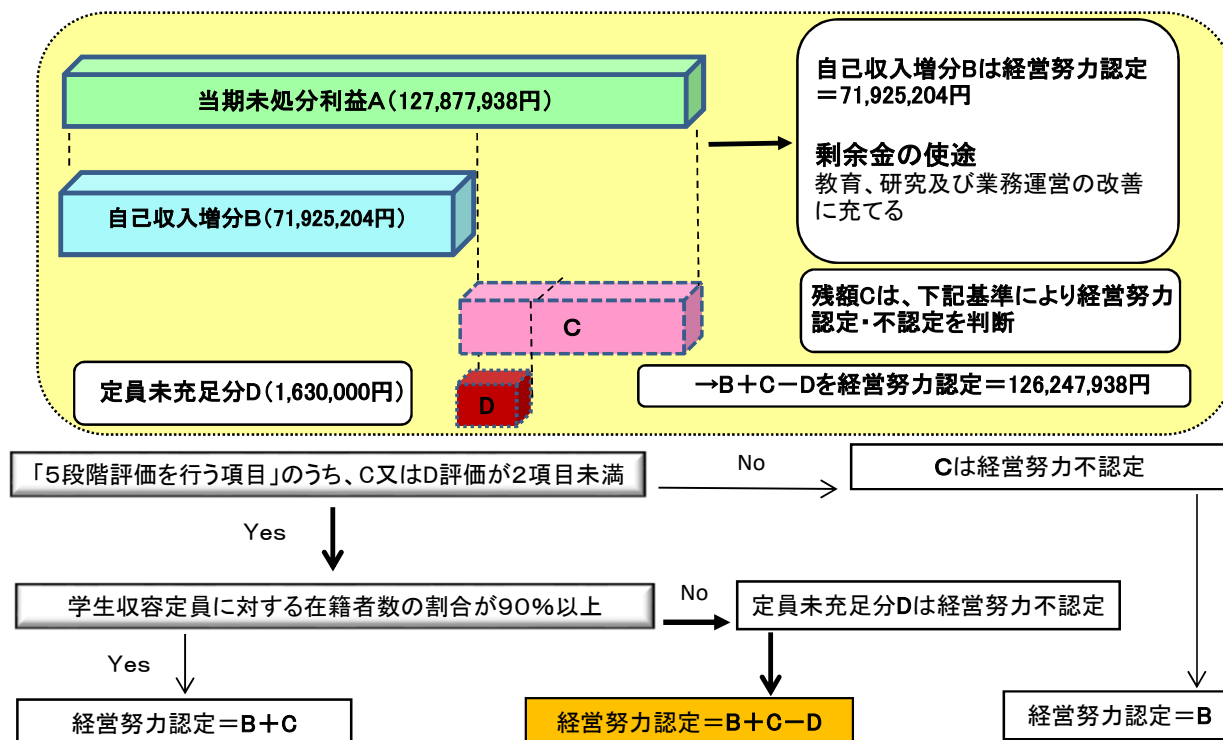 当期未処分利益A(127,877,938円)
自己収入増分B(71,925,204円)
C
定員未充足分D(1,630,000円)
D
自己収入増分Bは経営努力認定
＝71,925,204円
剰余金の使途
教育、研究及び業務運営の改善
に充てる
残額Cは、下記基準により経営努力
認定・不認定を判断
→B＋C－Dを経営努力認定＝126,247,938円
「５段階評価を行う項目」のうち、C又はD評価が２項目未満
No
Cは経営努力不認定
Yes
学生収容定員に対する在籍者数の割合が９０％以上
No
定員未充足分Dは経営努力不認定
Yes
経営努力認定＝B＋C
経営努力認定＝B＋C－D
経営努力認定＝B